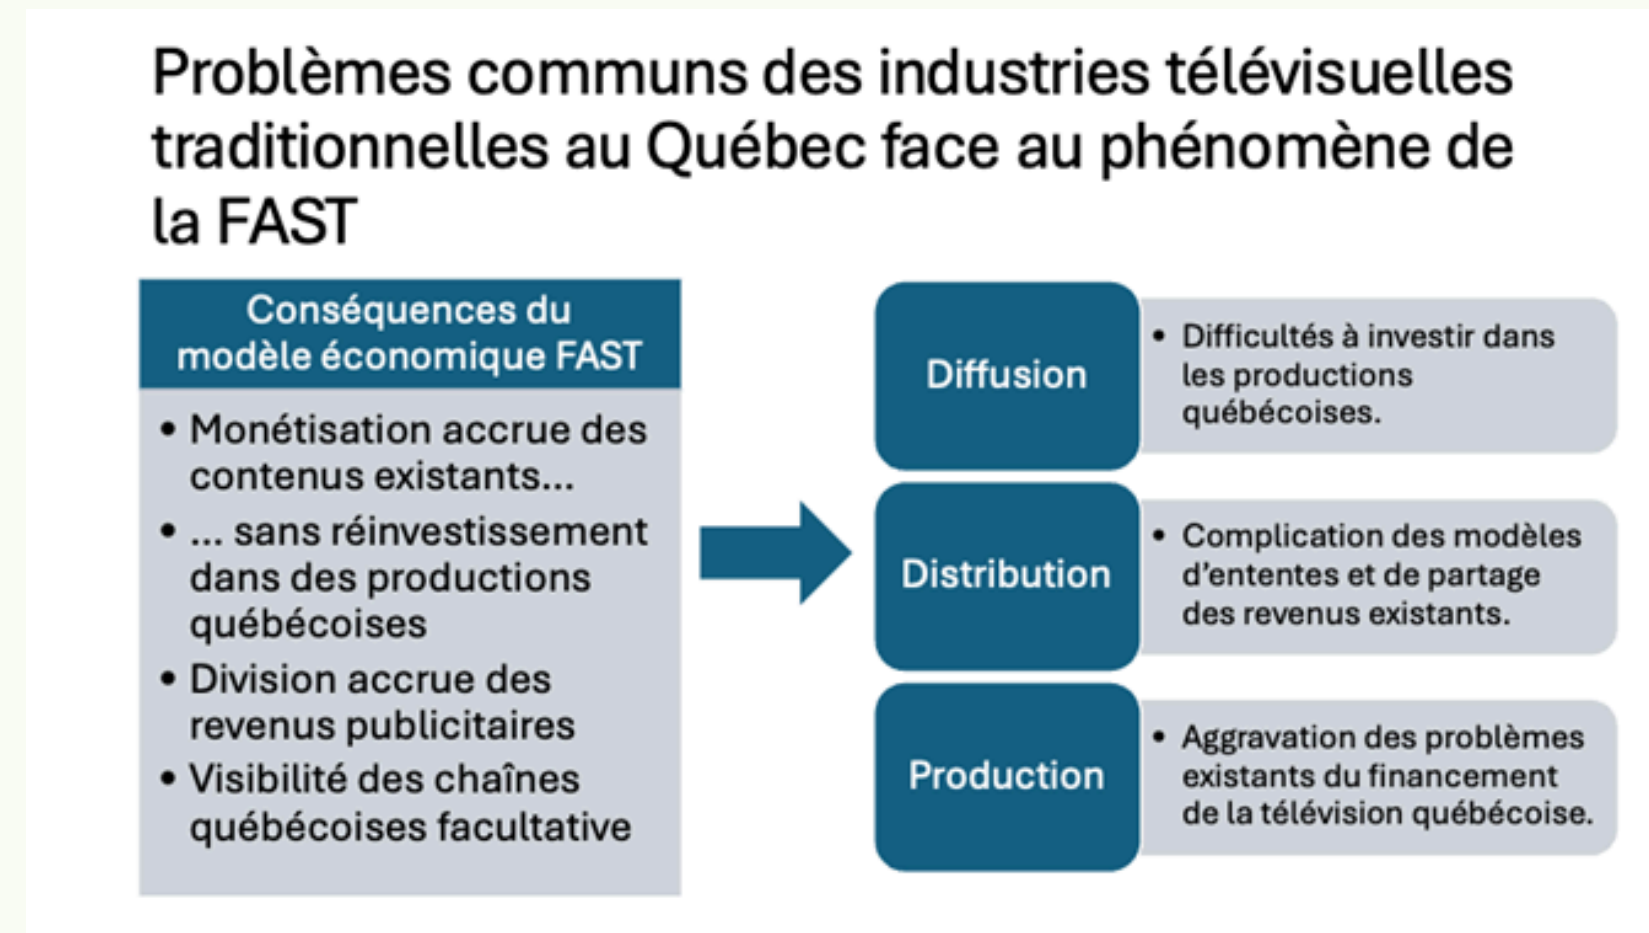 Problèmes communs des industries télévisuelles
traditionnelles au Québec face au phénomène de
la FAST
Conséquences du
modèle économique FAST
• Monétisation accrue des
contenus existants...
• ... sans réinvestissement
dans des productions
québécoises
• Division accrue des
revenus publicitaires
• Visibilité des chaînes
québécoises facultative
Diffusion
• Difficultés à investir dans
les productions
québécoises.
Distribution
• Complication des modèles
d'ententes et de partage
des revenus existants.
Production
• Aggravation des problèmes
existants du financement
de la télévision québécoise.